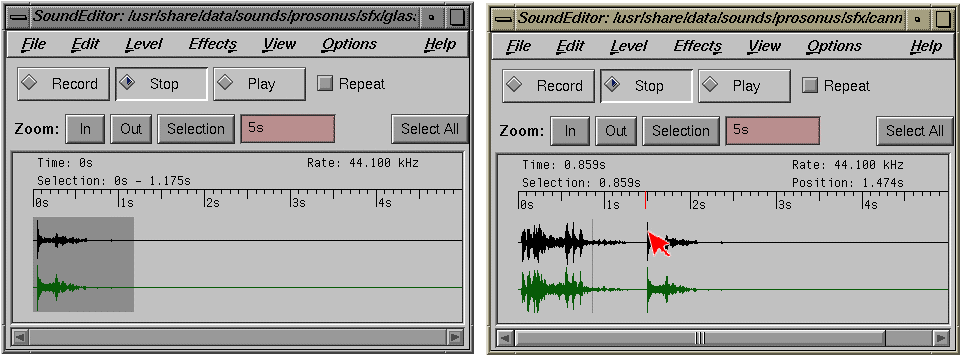 SoundEditor: /usr/share/data/sounds/prosonus/sfx/glass
File Edit Level Effects View Options Help
Record Stop Play Repeat
Zoom: In Out Selection 5s Select All
Time: 0s Rate: 44.100 kHz
Selection: 0s - 1.175s
0s 1s 2s 3s 4s
SoundEditor: /usr/share/data/sounds/prosonus/sfx/cann
File Edit Level Effects View Options Help
Record Stop Play Repeat
Zoom: In Out Selection 5s Select All
Time: 0.859s Rate: 44.100 kHz
Selection: 0.859s Position: 1.474s
0s 1s 2s 3s 4s